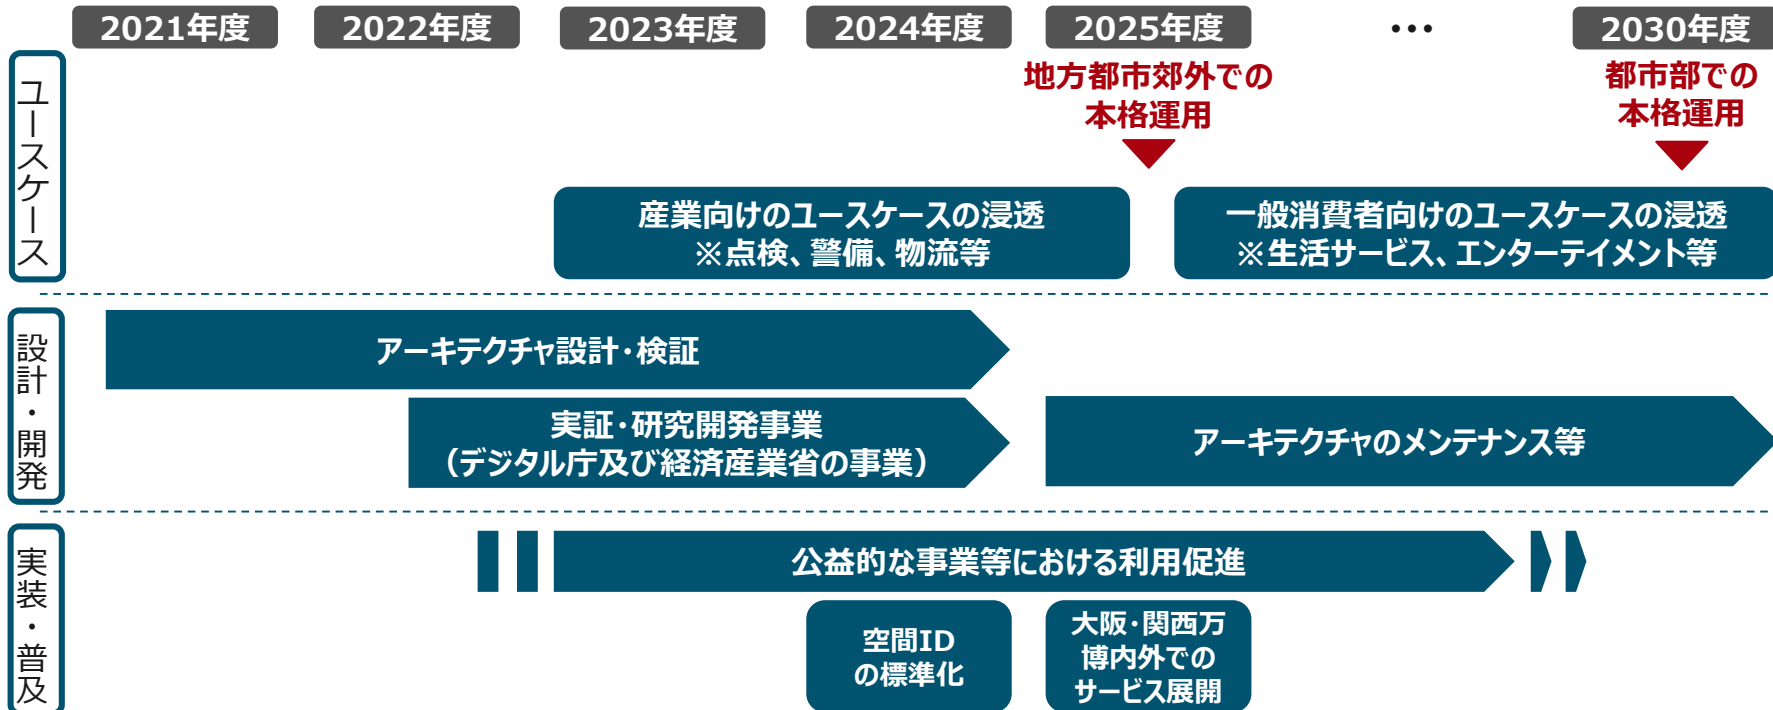 2021年度
2022年度
2023年度
2024年度
2025年度
…
2030年度
ユースケース
地方都市郊外での
本格運用
都市部での
本格運用
産業向けのユースケースの浸透
※点検、警備、物流等
一般消費者向けのユースケースの浸透
※生活サービス、エンターテイメント等
設計・開発
アーキテクチャ設計・検証
実証・研究開発事業
（デジタル庁及び経済産業省の事業）
アーキテクチャのメンテナンス等
実装・普及
公益的な事業等における利用促進
空間ID
の標準化
大阪・関西万
博内外での
サービス展開